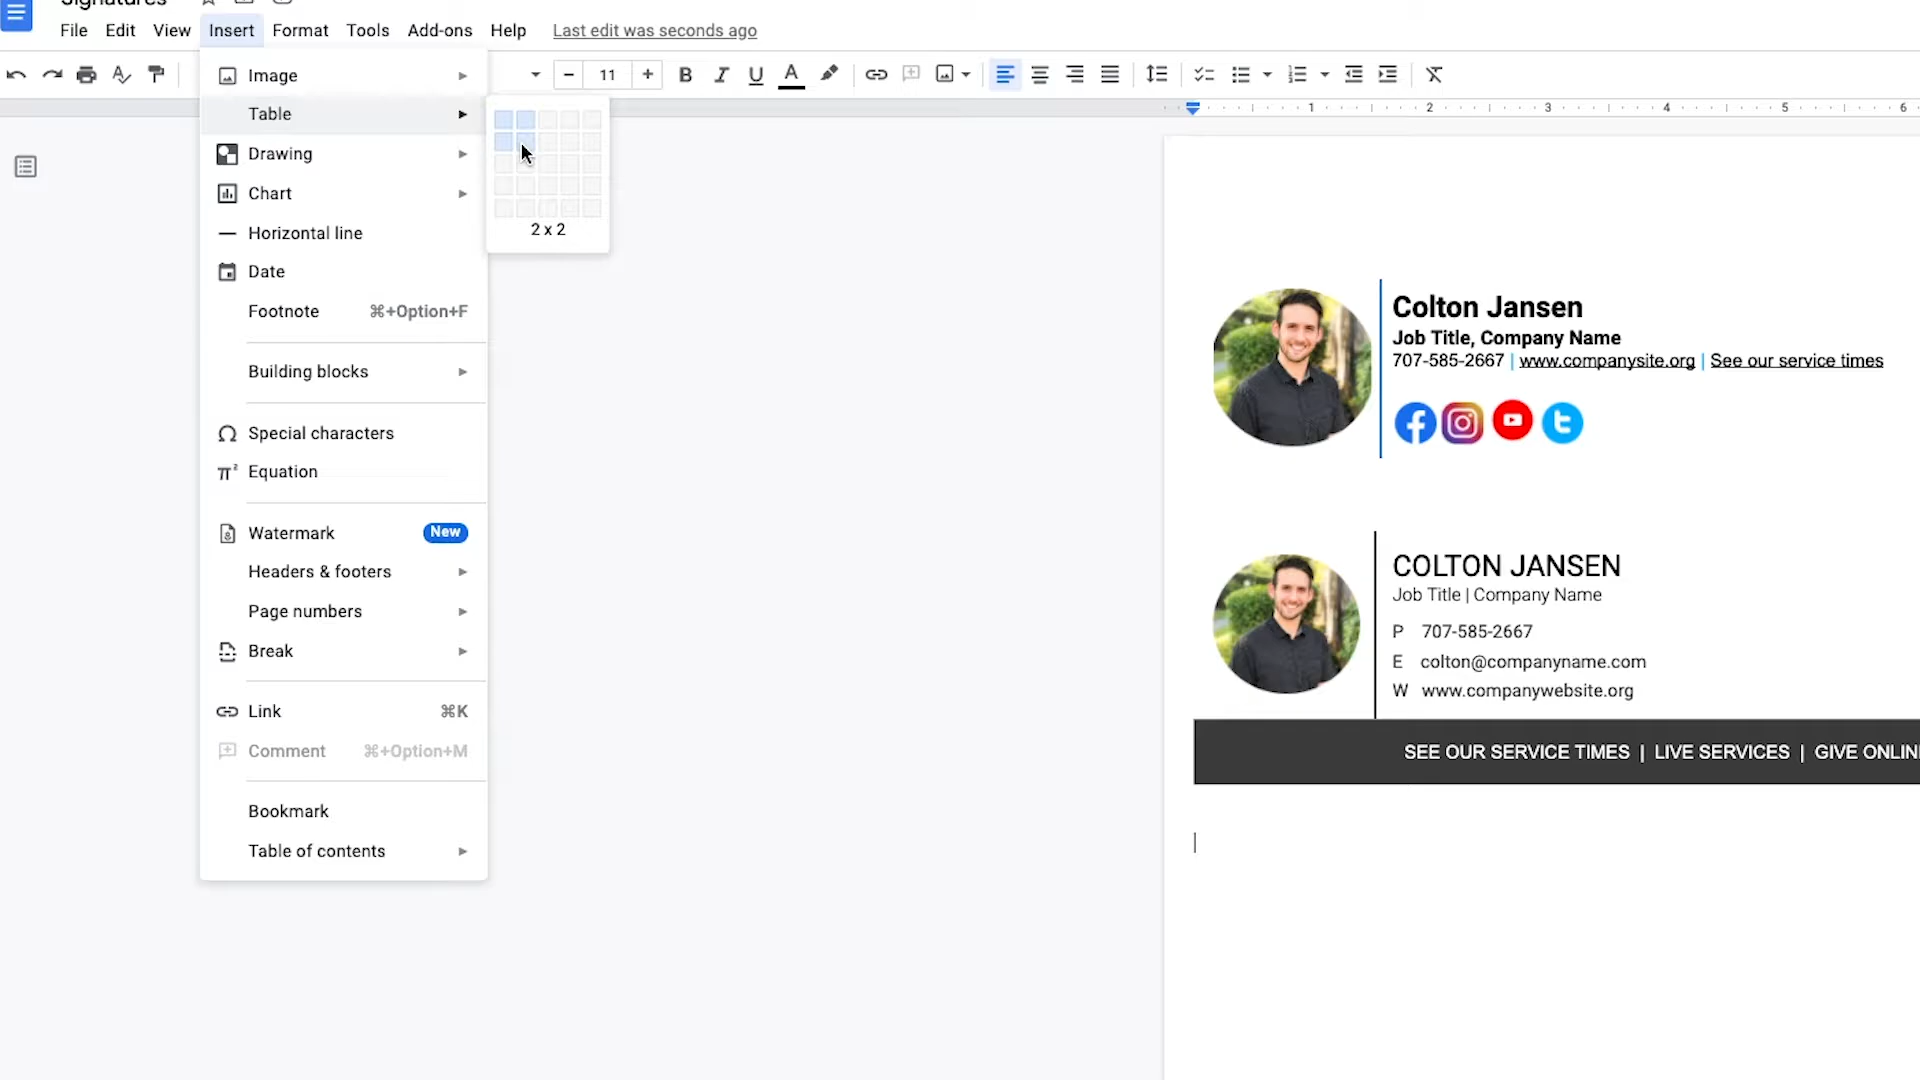 Signatures
File Edit View Insert Format Tools Add-ons Help Last edit was seconds ago
11
Image
Table
Drawing
Chart
Horizontal line
Date
Footnote ⌘+Option+F
Building blocks
Special characters
Equation
Watermark New
Headers & footers
Page numbers
Break
Link ⌘K
Comment ⌘+Option+M
Bookmark
Table of contents
2 x 2
1 2 3 4 5 6
Colton Jansen
Job Title, Company Name
707-585-2667 | www.companysite.org | See our service times
COLTON JANSEN
Job Title | Company Name
P 707-585-2667
E colton@companyname.com
W www.companywebsite.org
SEE OUR SERVICE TIMES | LIVE SERVICES | GIVE ONLIN